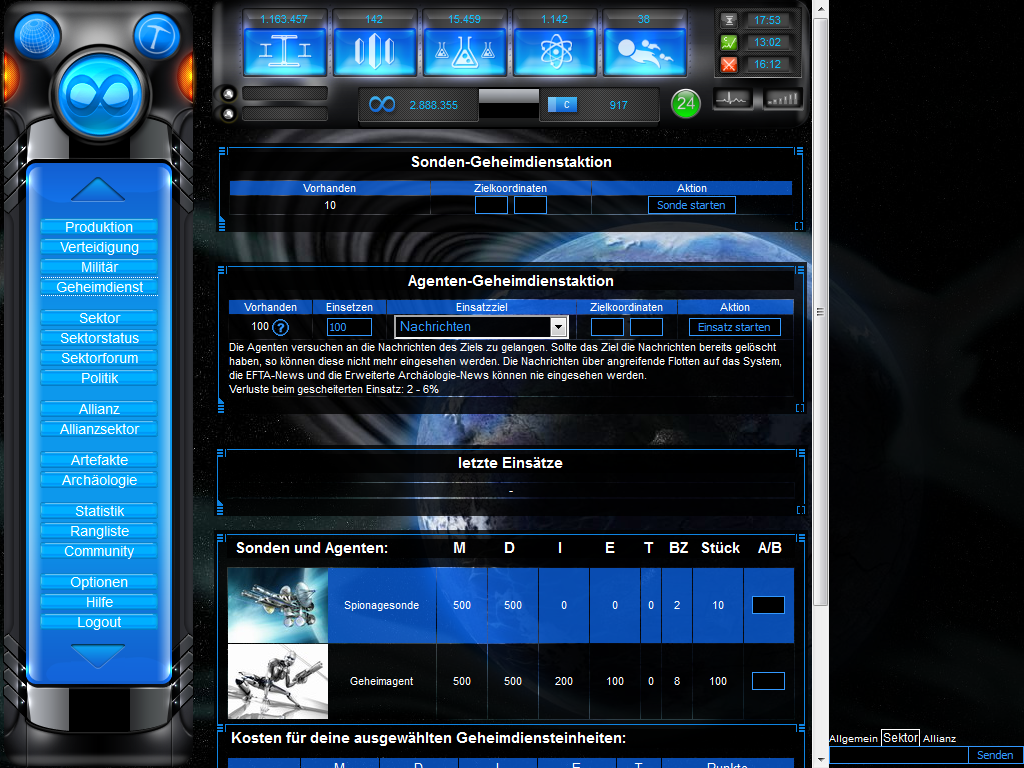 1.163.457 142 15.459 1.142 38
17:53
13:02
16:12
2.888.355 C 917 24
T
Produktion
Verteidigung
Militär
Geheimdienst
Sektor
Sektorstatus
Sektorforum
Politik
Allianz
Allianzsektor
Artefakte
Archäologie
Statistik
Rangliste
Community
Optionen
Hilfe
Logout
Sonden-Geheimdienstaktion
Vorhanden Zielkoordinaten Aktion
10 Sonde starten
Agenten-Geheimdienstaktion
Vorhanden Einsetzen Einsatzziel Zielkoordinaten Aktion
100 ? 100 Nachrichten Einsatz starten
Die Agenten versuchen an die Nachrichten des Ziels zu gelangen. Sollte das Ziel die Nachrichten bereits gelöscht
haben, so können diese nicht mehr eingesehen werden. Die Nachrichten über angreifende Flotten auf das System,
die EFTA-News und die Erweiterte Archäologie-News können nie eingesehen werden.
Verluste beim gescheiterten Einsatz: 2 - 6%
letzte Einsätze
-
Sonden und Agenten: M D I E T BZ Stück A/B
Spionagesonde 500 500 0 0 0 2 10
Geheimagent 500 500 200 100 0 8 100
Kosten für deine ausgewählten Geheimdiensteinheiten:
M D I E T Punkte
Allgemein Sektor Allianz
Senden